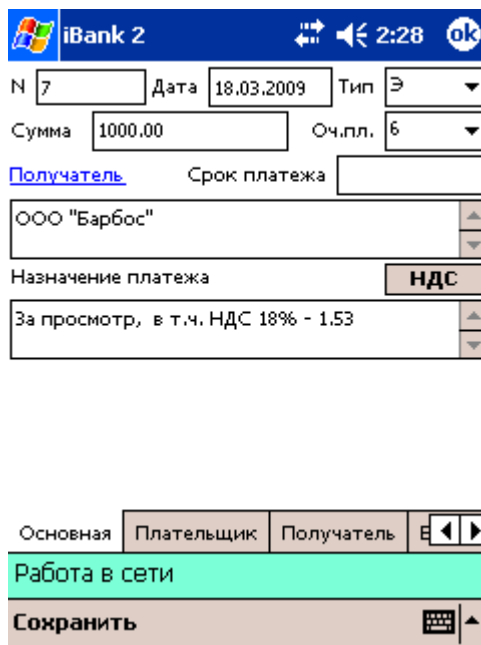 iBank 2 2:28 ok
N 7 Дата 18.03.2009 Тип Э
Сумма 1000.00 Оч.пл. 6
Получатель Срок платежа
ООО "Барбос"
Назначение платежа НДС
За просмотр, в т.ч. НДС 18% - 1.53
Основная Плательщик Получатель
Работа в сети
Сохранить